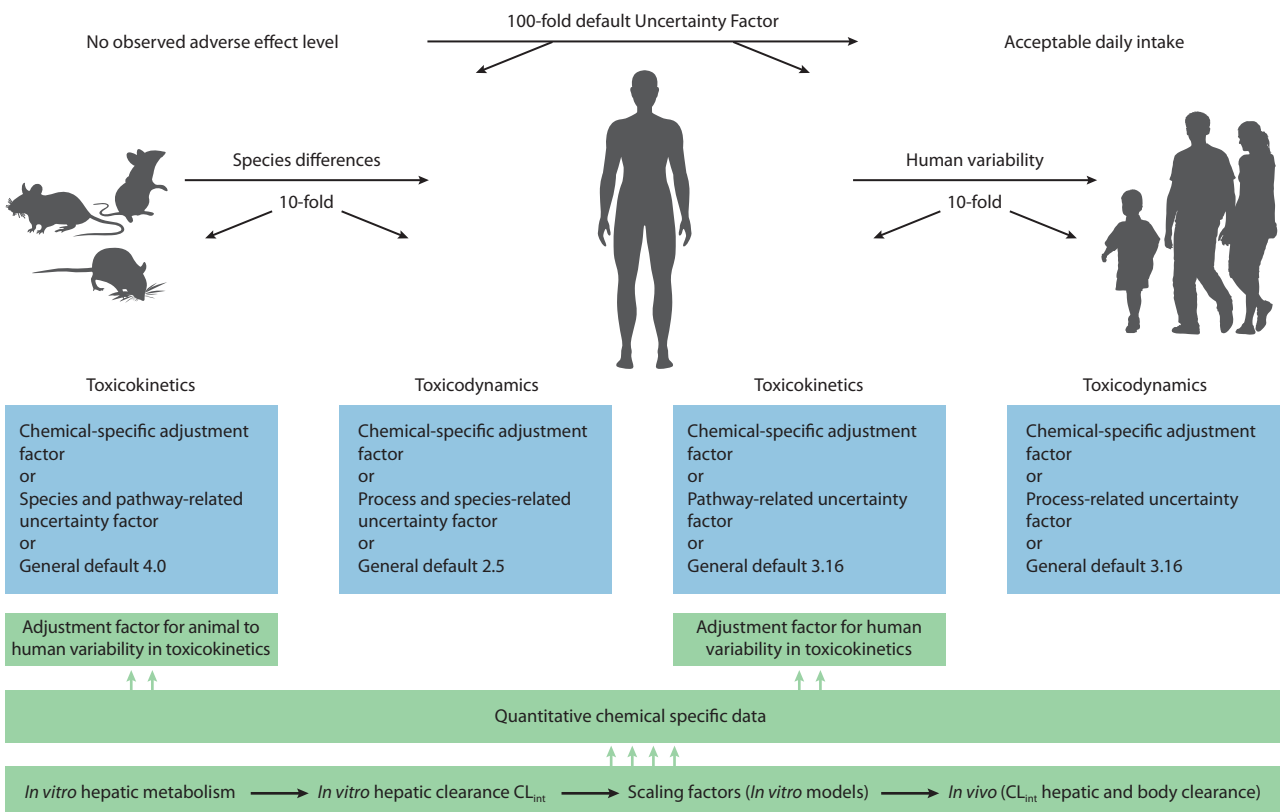 100-fold default Uncertainty Factor
No observed adverse effect level
Acceptable daily intake
Species differences
10-fold
Human variability
10-fold
Toxicokinetics
Chemical-specific adjustment
factor
or
Species and pathway-related
uncertainty factor
or
General default 4.0
Toxicodynamics
Chemical-specific adjustment
factor
or
Process and species-related
uncertainty factor
or
General default 2.5
Toxicokinetics
Chemical-specific adjustment
factor
or
Pathway-related uncertainty
factor
or
General default 3.16
Toxicodynamics
Chemical-specific adjustment
factor
or
Process-related uncertainty
factor
or
General default 3.16
Adjustment factor for animal to
human variability in toxicokinetics
Adjustment factor for human
variability in toxicokinetics
Quantitative chemical specific data
In vitro hepatic metabolism
In vitro hepatic clearance CLint
Scaling factors (In vitro models)
In vivo (CLint hepatic and body clearance)